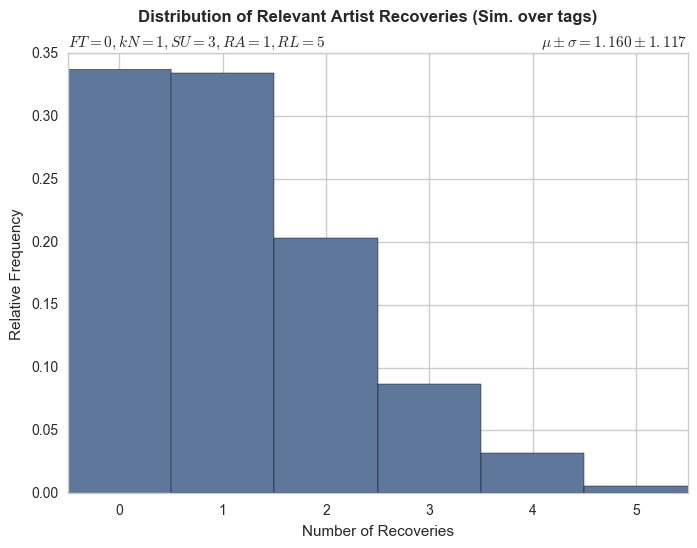 Distribution of Relevant Artist Recoveries (Sim. over tags)
FT = 0, kN = 1, SU = 3, RA = 1, RL = 5
μ ± σ = 1.160 ± 1.117
0.35
0.30
0.25
0.20
0.15
0.10
0.05
0.00
Relative Frequency
0 1 2 3 4 5
Number of Recoveries